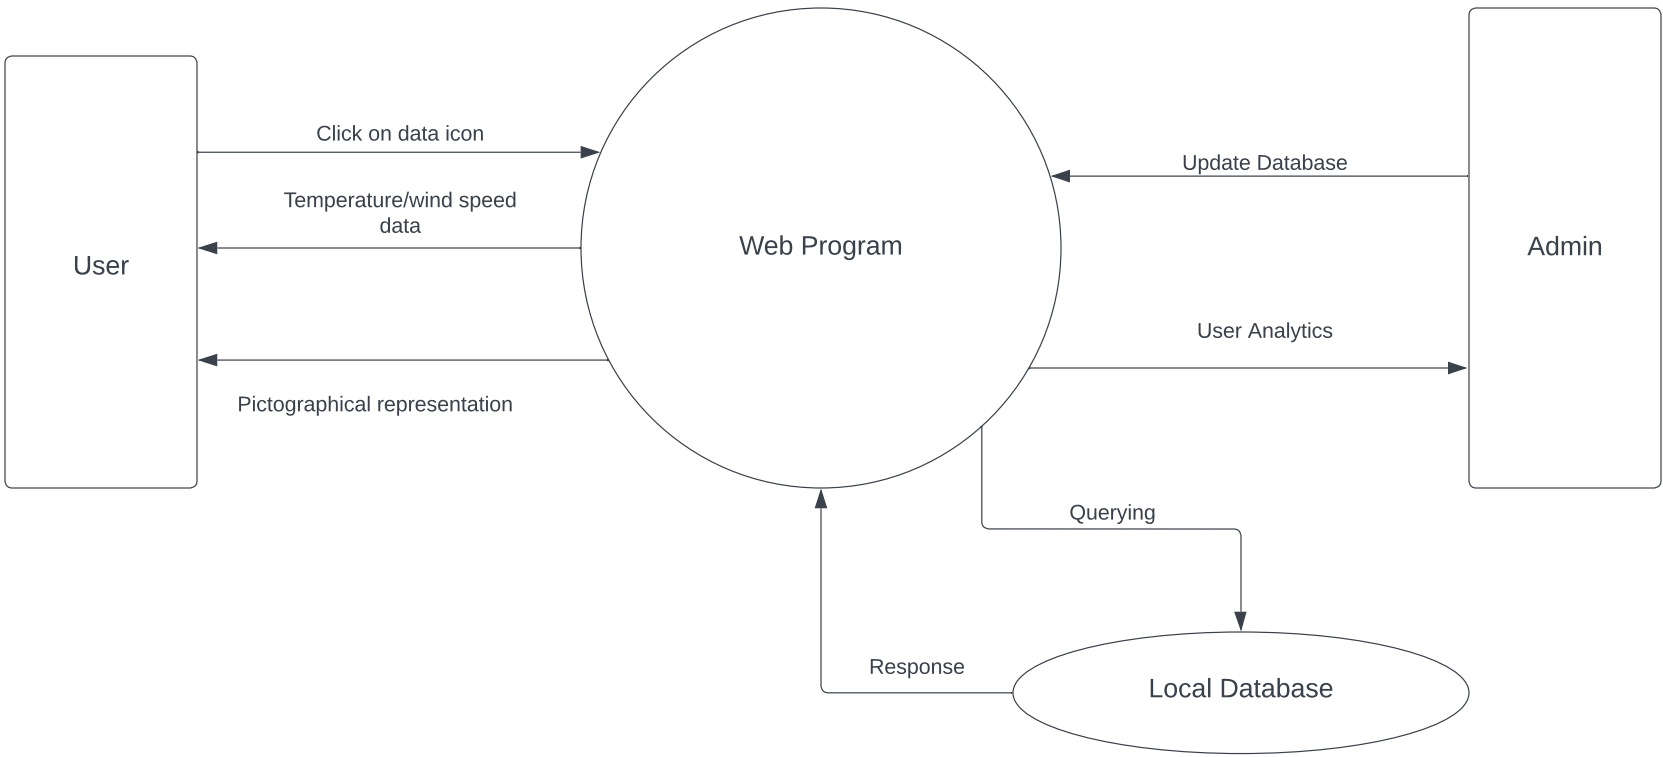 Click on data icon
Update Database
Temperature/wind speed
data
Web Program
Admin
User
User Analytics
Pictographical representation
Querying
Response
Local Database